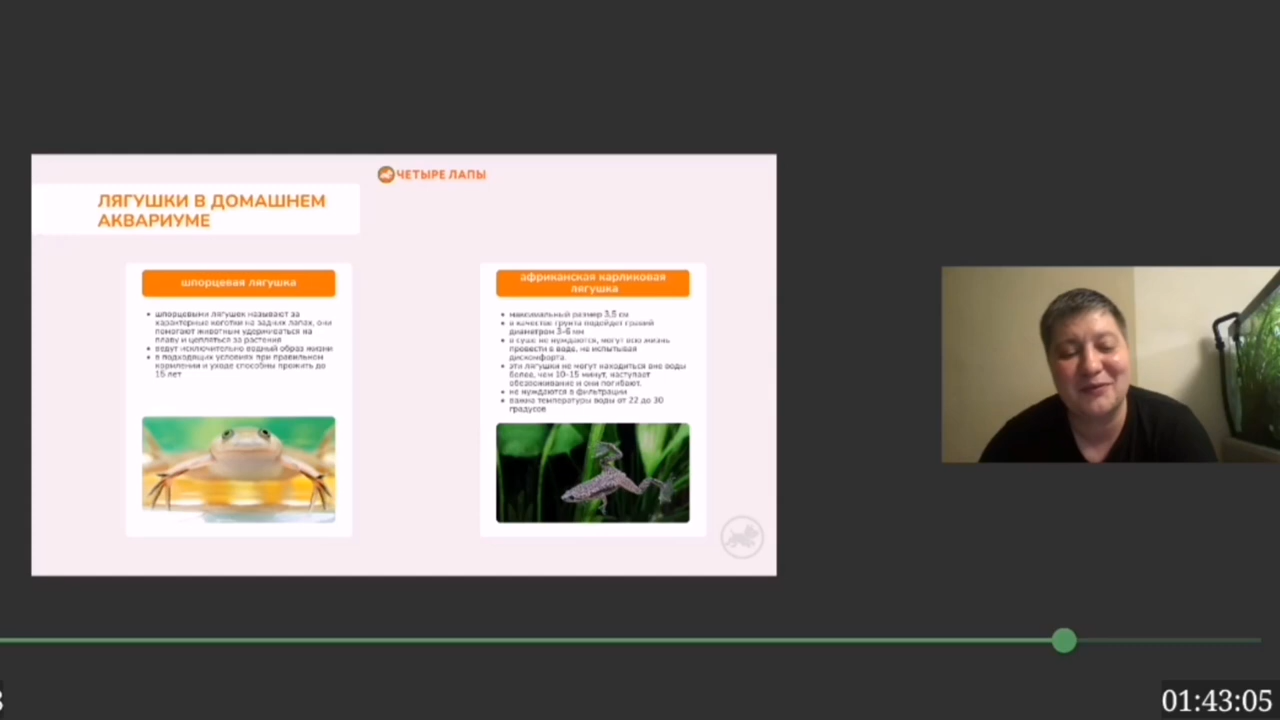 ЧЕТЫРЕ ЛАПЫ
ЛЯГУШКИ В ДОМАШНЕМ
АКВАРИУМЕ
шпорцевая лягушка
шпорцевыми лягушек называют за
характерные коготки на задних лапах, они
помогают животным удерживаться на
плаву и цепляться за растения
ведут исключительно водный образ жизни
в подходящих условиях при правильном
кормлении и уходе способны прожить до
15 лет
африканская карликовая
лягушка
максимальный размер 3,5 см
в качестве грунта подойдет гравий
диаметром 3-6 мм
в суше не нуждаются, могут всю жизнь
провести в воде, не испытывая
дискомфорта.
эти лягушки не могут находиться вне воды
более, чем 10-15 минут, наступает
обезвоживание и они погибают.
не нуждаются в фильтрации
важна температуры воды от 22 до 30
градусов
01:43:05